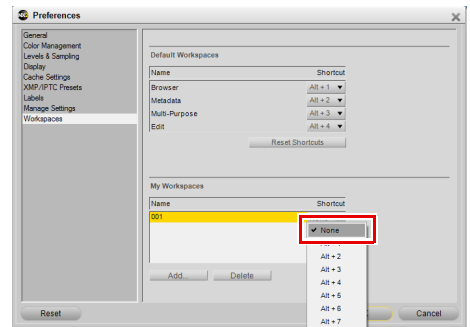 Preferences
General
Color Management
Levels & Sampling
Display
Cache Settings
XMP/IPTC Presets
Labels
Manage Settings
Workspaces
Default Workspaces
Name Shortcut
Browser Alt + 1
Metadata Alt + 2
Multi-Purpose Alt + 3
Edit Alt + 4
Reset Shortcuts
My Workspaces
Name Shortcut
001
None
Alt + 2
Alt + 3
Alt + 4
Alt + 5
Alt + 6
Alt + 7
Add... Delete
Reset Cancel